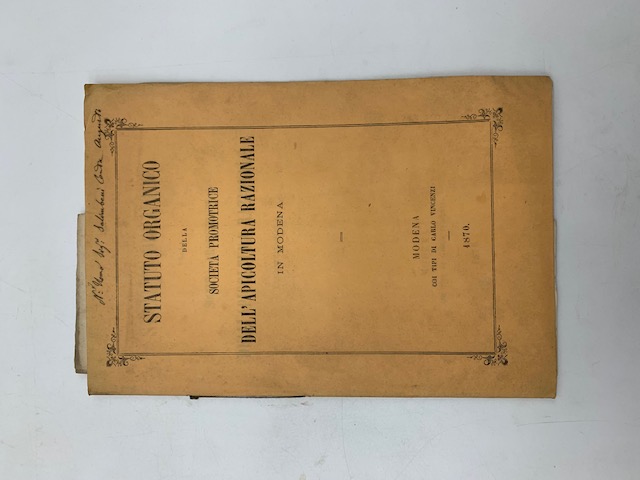 STATUTO ORGANICO
DELLA
SOCIETÀ PROMOTRICE
DELL'APICOLTURA RAZIONALE
IN MODENA
MODENA
COI TIPI DI CARLO VINCENZI
1870.